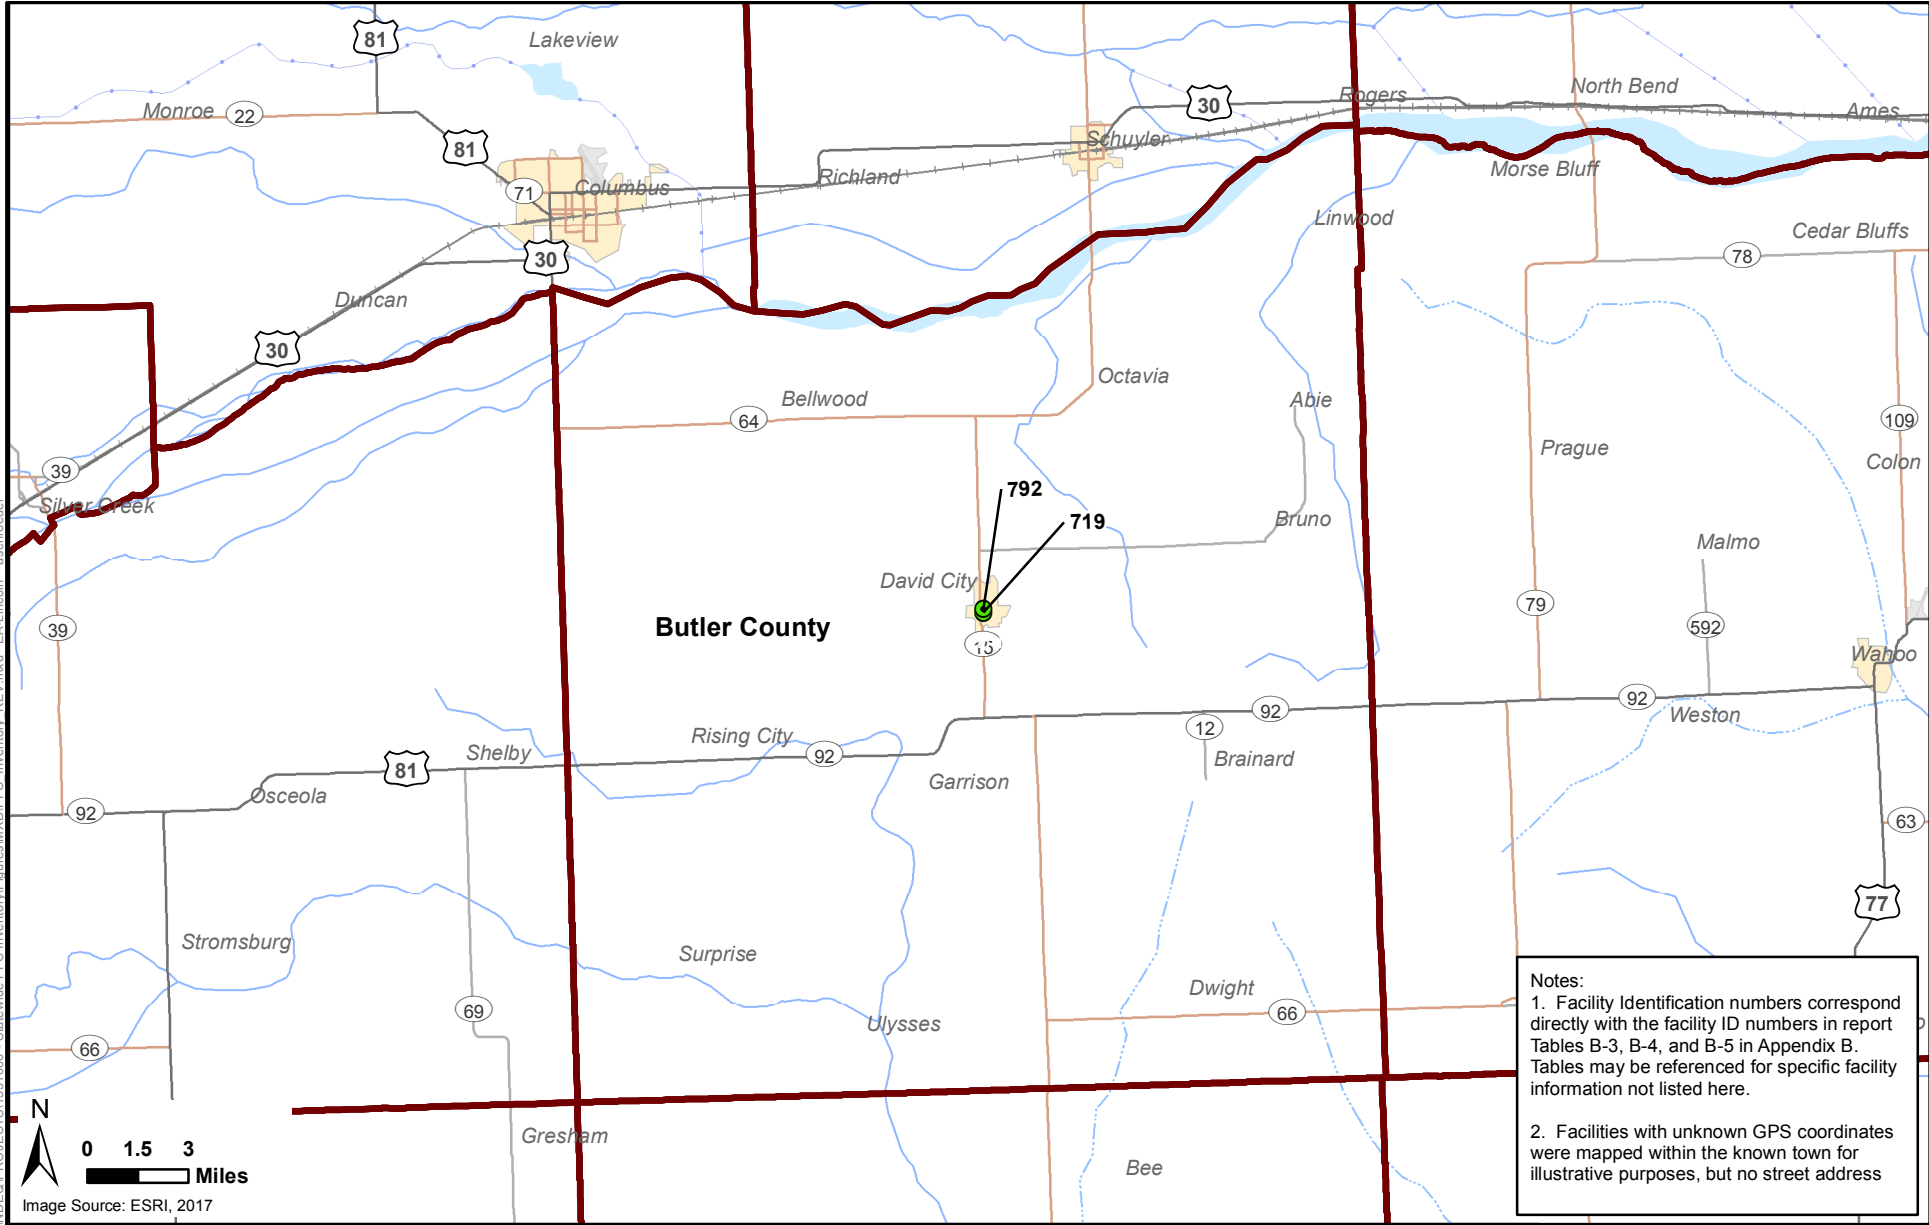 81
Lakeview
Monroe
22
81
30
Rogers
North Bend
Ames
Schuyler
Morse Bluff
71
Columbus
Richland
Linwood
Cedar Bluffs
78
30
Duncan
30
Octavia
Bellwood
64
Abie
109
Prague
Colon
39
Silver Creek
792
719
Bruno
Malmo
David City
39
Butler County
15
79
592
Wahoo
92
92
Weston
12
Rising City
92
Shelby
81
Brainard
Garrison
Osceola
92
63
77
Stromsburg
Surprise
Dwight
66
69
Ulysses
66
Notes:
1. Facility Identification numbers correspond
directly with the facility ID numbers in report
Tables B-3, B-4, and B-5 in Appendix B.
Tables may be referenced for specific facility
information not listed here.
2. Facilities with unknown GPS coordinates
were mapped within the known town for
illustrative purposes, but no street address
N
0 1.5 3
Miles
Gresham
Bee
Image Source: ESRI, 2017